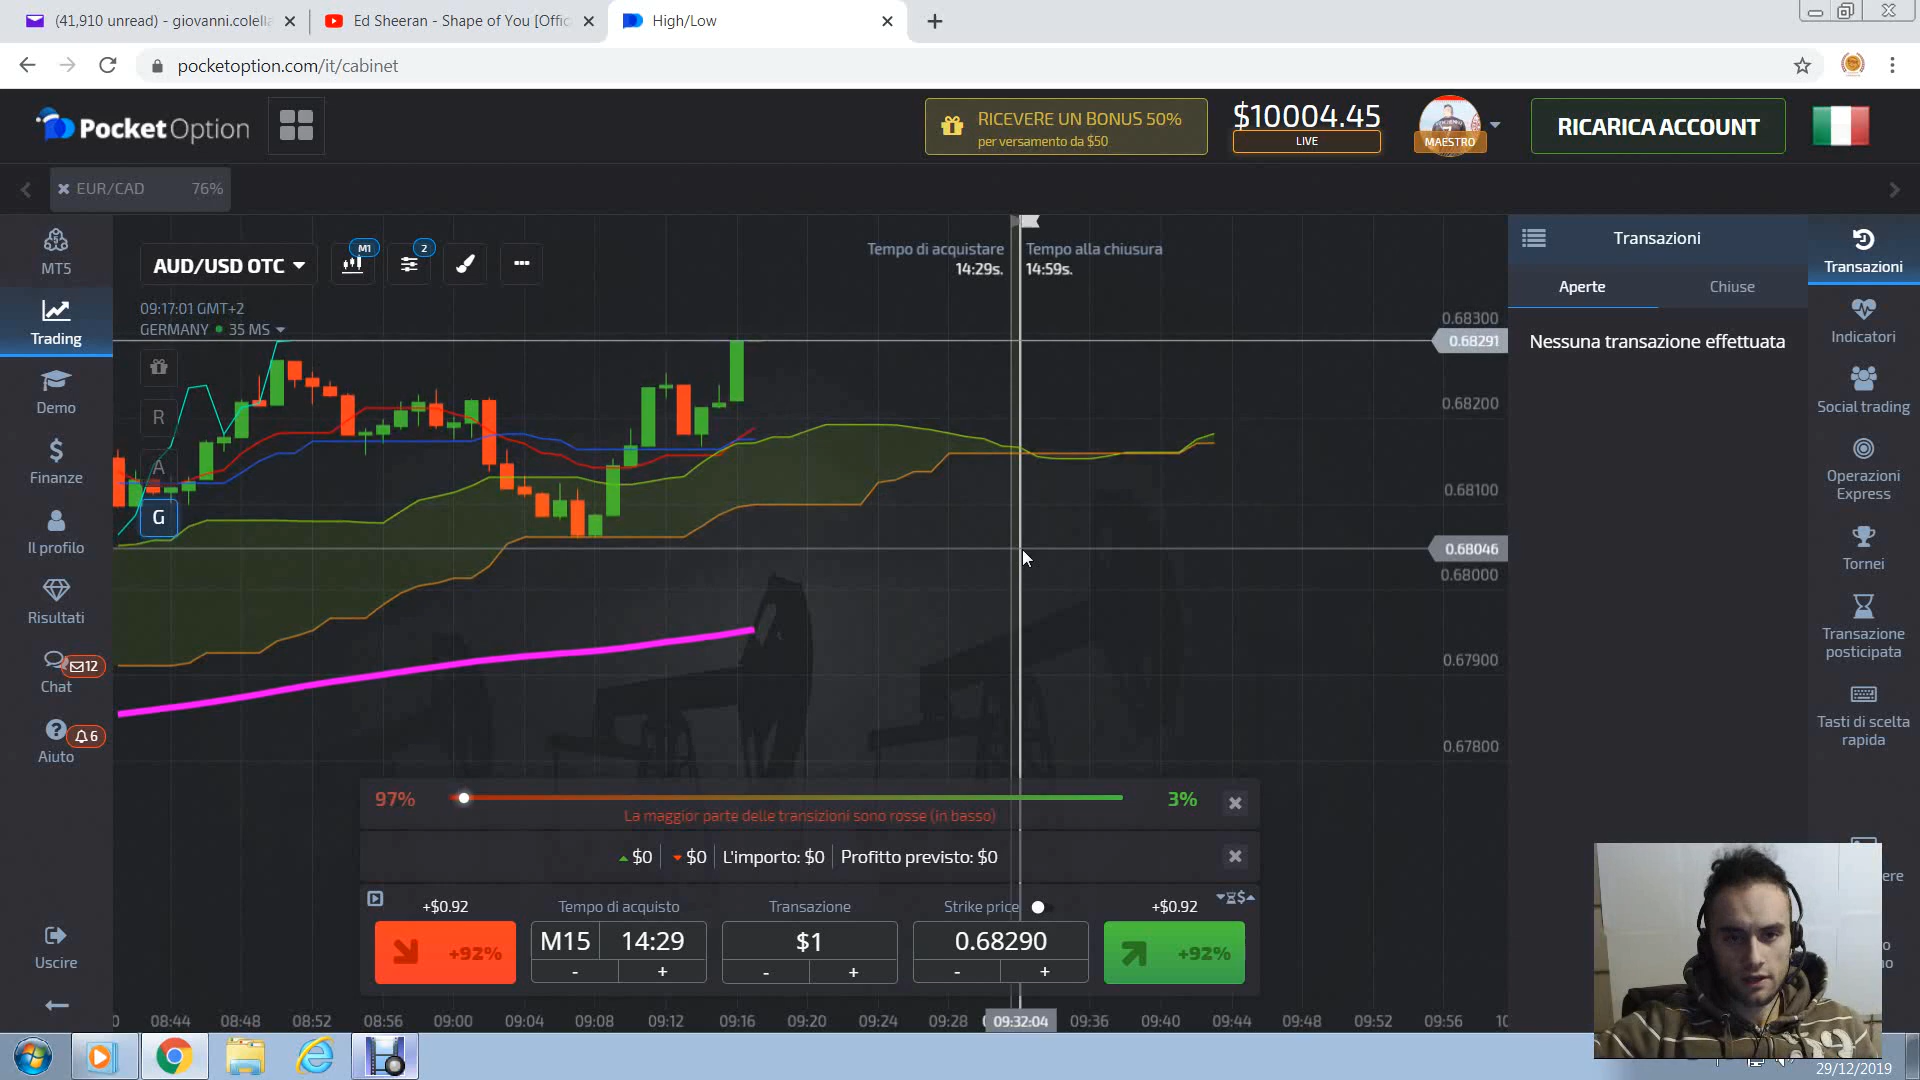 (41,910 unread) - giovanni.colella
Ed Sheeran - Shape of You [Offic
High/Low
pocketoption.com/it/cabinet
PocketOption
RICEVERE UN BONUS 50%
per versamento da $50
$10004.45
LIVE
MAESTRO
RICARICA ACCOUNT
EUR/CAD 76%
MT5
Trading
Demo
Finanze
Il profilo
Risultati
12
Chat
6
Aiuto
Uscire
AUD/USD OTC
M1
2
09:17:01 GMT+2
GERMANY 35 MS
R
A
G
Tempo di acquistare
14:29s.
Tempo alla chiusura
14:59s.
0.68300
0.68291
0.68200
0.68100
0.68046
0.68000
0.67900
0.67800
97%
3%
La maggior parte delle transizioni sono rosse (in basso)
$0 $0 L'importo: $0 Profitto previsto: $0
+$0.92
+92%
Tempo di acquisto
M15 14:29
- +
Transazione
$1
- +
Strike price
0.68290
- +
+$0.92
+92%
08:44 08:48 08:52 08:56 09:00 09:04 09:08 09:12 09:16 09:20 09:24 09:28 09:32:04 09:36 09:40 09:44 09:48 09:52 09:56 10
Transazioni
Aperte
Chiuse
Nessuna transazione effettuata
Transazioni
Indicatori
Social trading
Operazioni
Express
Tornei
Transazione
posticipata
Tasti di scelta
rapida
ere
29/12/2019